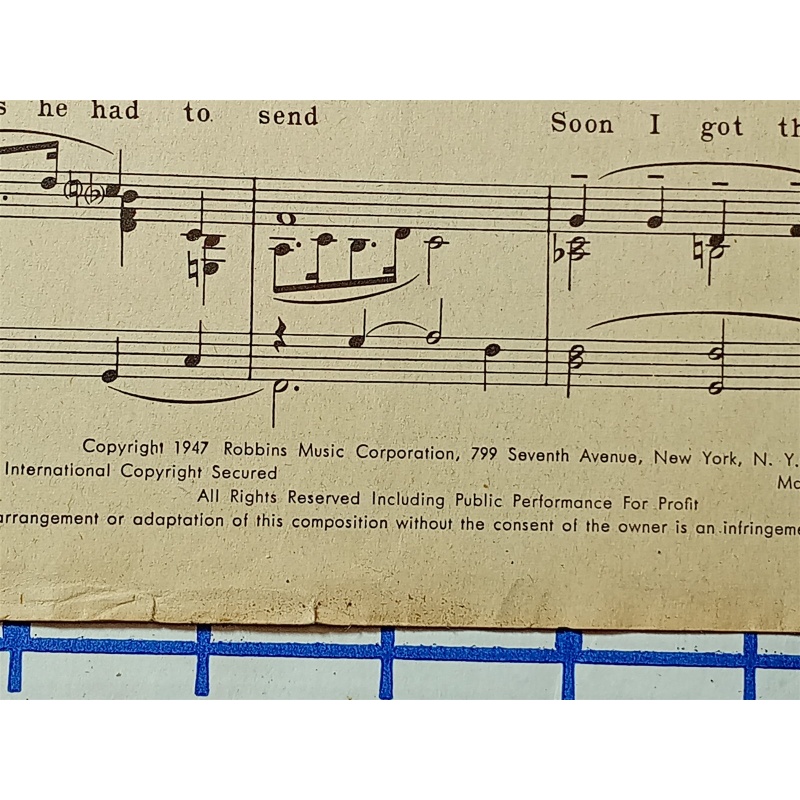 he had to send Soon I got
Copyright 1947 Robbins Music Corporation, 799 Seventh Avenue, New York, N. Y.
International Copyright Secured
All Rights Reserved Including Public Performance For Profit
arrangement or adaptation of this composition without the consent of the owner is an